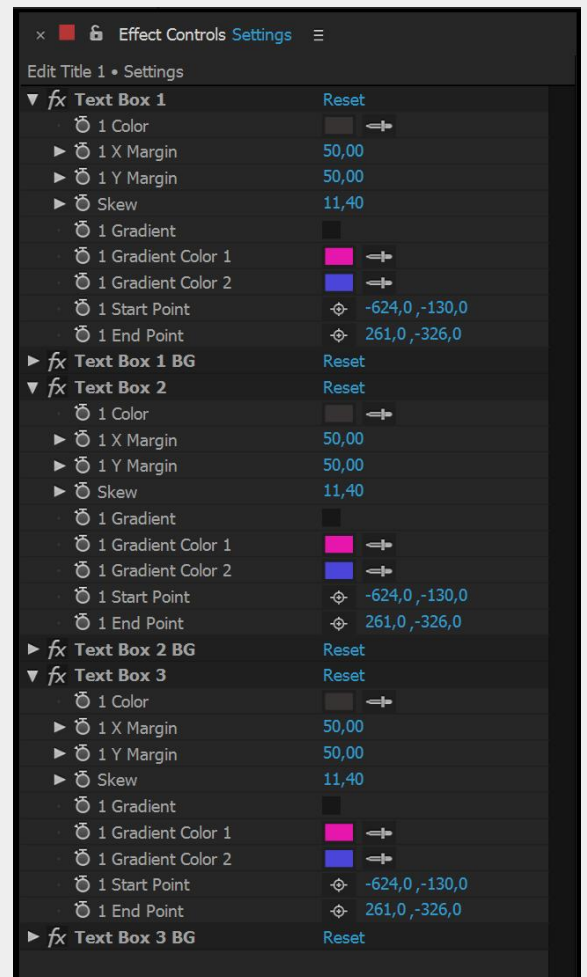 Effect Controls Settings
Edit Title 1 • Settings
fx Text Box 1 Reset
1 Color
1 X Margin 50,00
1 Y Margin 50,00
Skew 11,40
1 Gradient
1 Gradient Color 1
1 Gradient Color 2
1 Start Point -624,0 ,-130,0
1 End Point 261,0 ,-326,0
fx Text Box 1 BG Reset
fx Text Box 2 Reset
1 Color
1 X Margin 50,00
1 Y Margin 50,00
Skew 11,40
1 Gradient
1 Gradient Color 1
1 Gradient Color 2
1 Start Point -624,0 ,-130,0
1 End Point 261,0 ,-326,0
fx Text Box 2 BG Reset
fx Text Box 3 Reset
1 Color
1 X Margin 50,00
1 Y Margin 50,00
Skew 11,40
1 Gradient
1 Gradient Color 1
1 Gradient Color 2
1 Start Point -624,0 ,-130,0
1 End Point 261,0 ,-326,0
fx Text Box 3 BG Reset